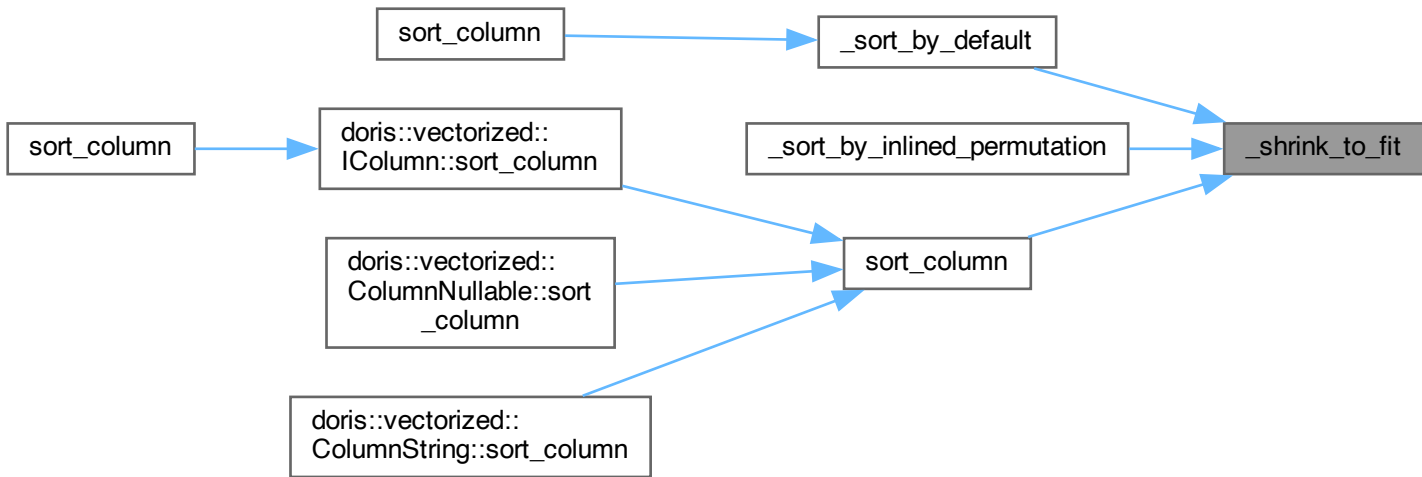 sort_column
_sort_by_default
sort_column
doris::vectorized::
IColumn::sort_column
_sort_by_inlined_permutation
_shrink_to_fit
doris::vectorized::
ColumnNullable::sort
_column
sort_column
doris::vectorized::
ColumnString::sort_column